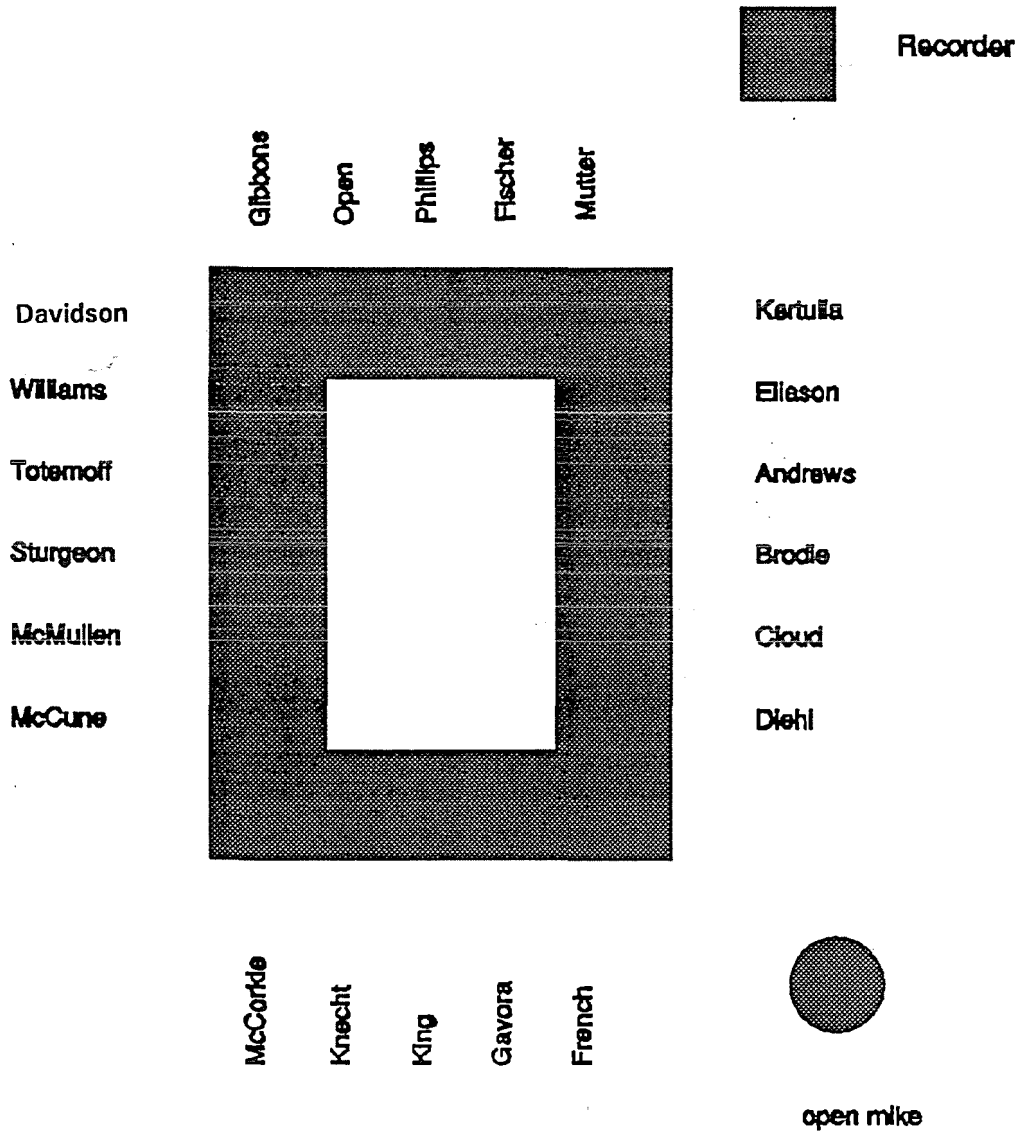 Recorder
Gibbons
Open
Phillips
Fischer
Mutter
Davidson
Kertulla
Williams
Eliason
Totemoff
Andrews
Sturgeon
Brodie
McMullen
Cloud
McCune
Diehl
McCorkle
Knecht
King
Gavora
French
open mike